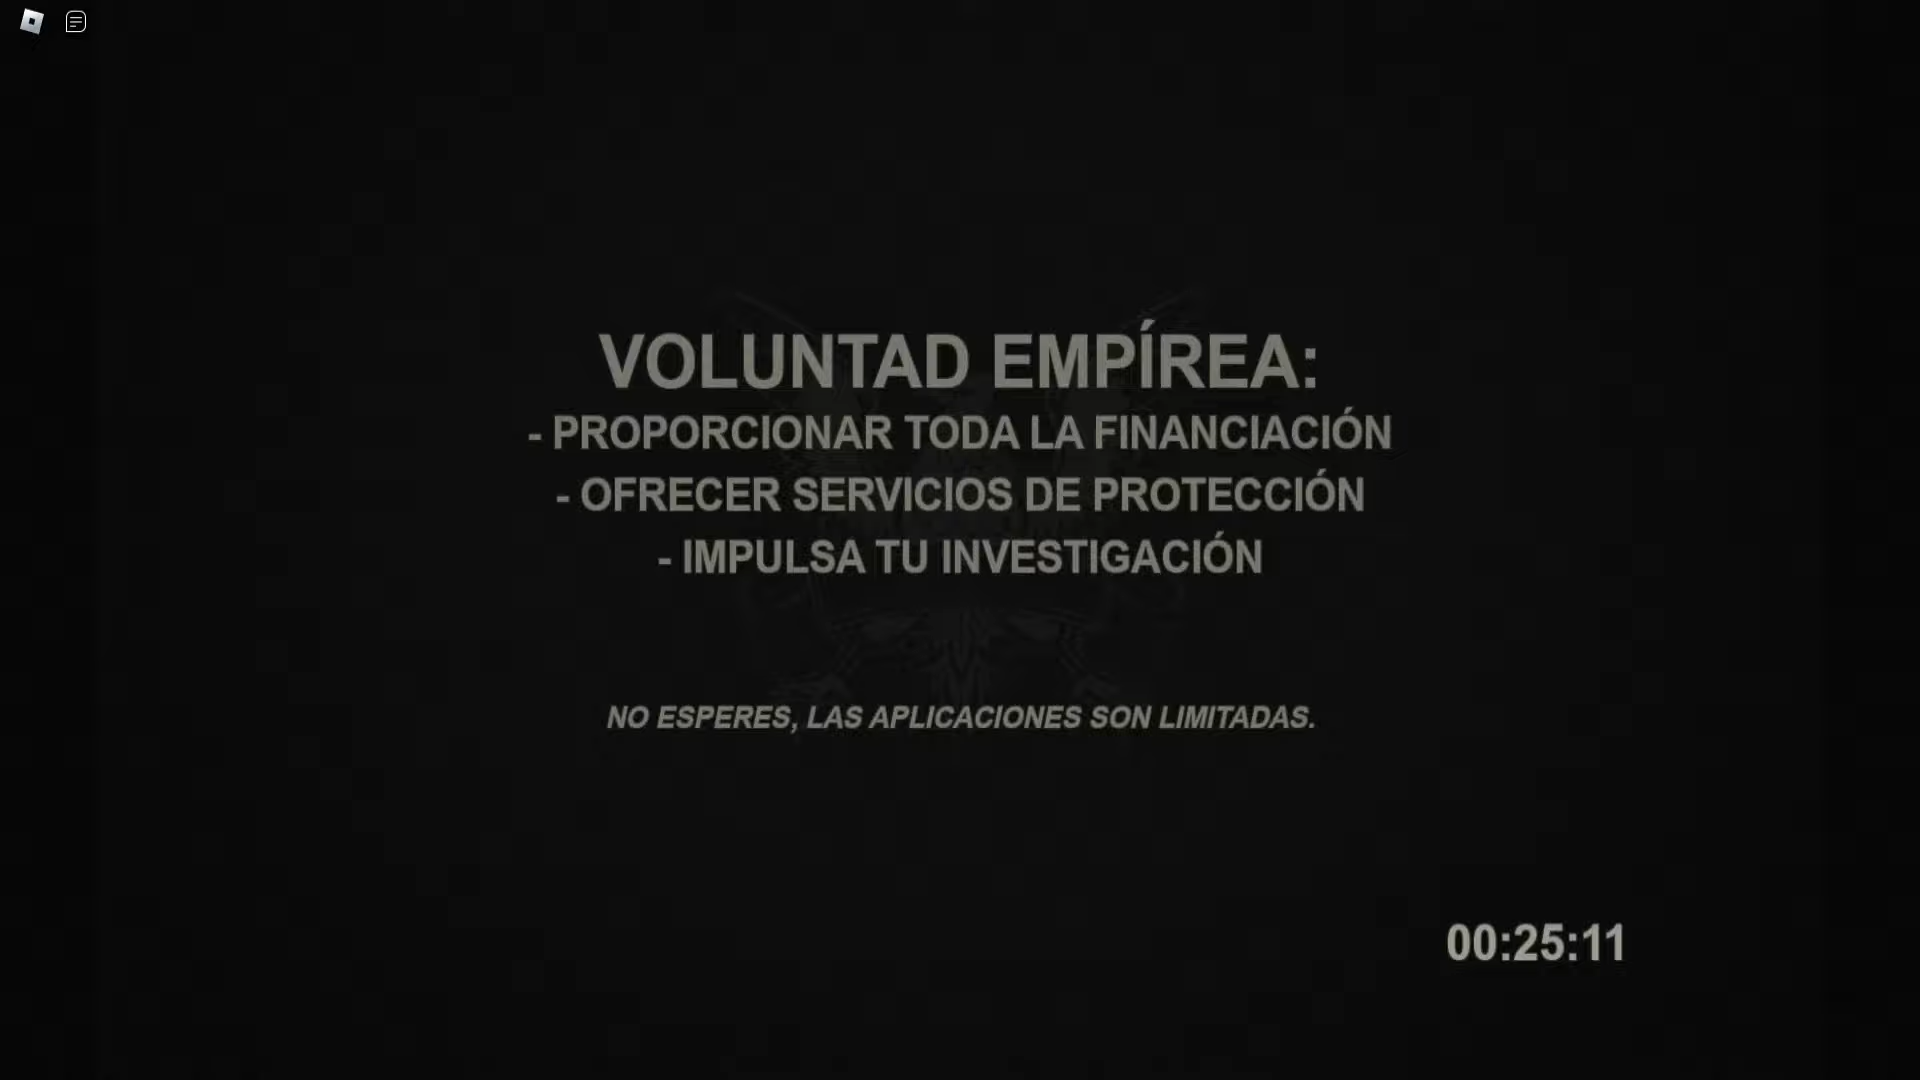 VOLUNTAD EMPÍREA:
- PROPORCIONAR TODA LA FINANCIACIÓN
- OFRECER SERVICIOS DE PROTECCIÓN
- IMPULSA TU INVESTIGACIÓN
NO ESPERES, LAS APLICACIONES SON LIMITADAS.
00:25:11